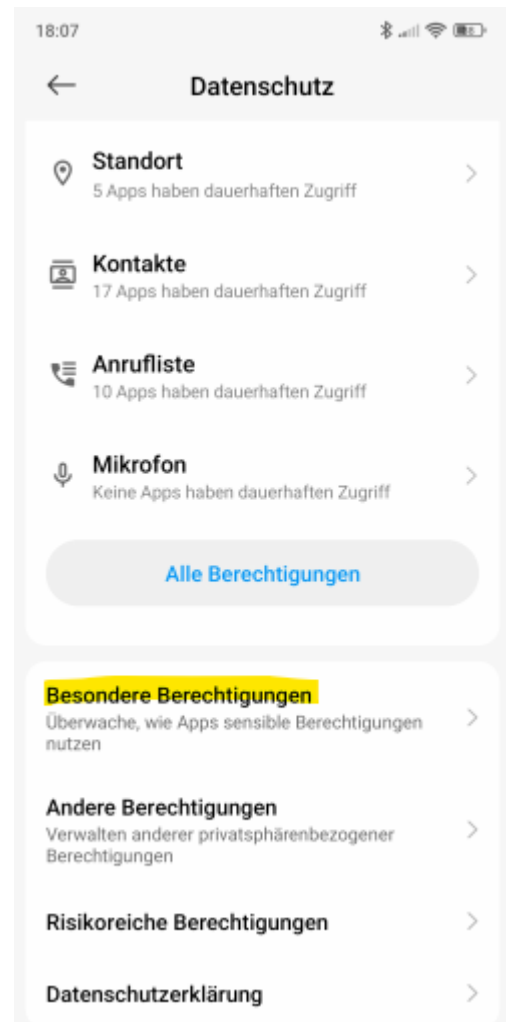 18:07
Datenschutz
Standort
5 Apps haben dauerhaften Zugriff
Kontakte
17 Apps haben dauerhaften Zugriff
Anrufliste
10 Apps haben dauerhaften Zugriff
Mikrofon
Keine Apps haben dauerhaften Zugriff
Alle Berechtigungen
Besondere Berechtigungen
Überwache, wie Apps sensible Berechtigungen
nutzen
Andere Berechtigungen
Verwalten anderer privatsphärenbezogener
Berechtigungen
Risikoreiche Berechtigungen
Datenschutzerklärung